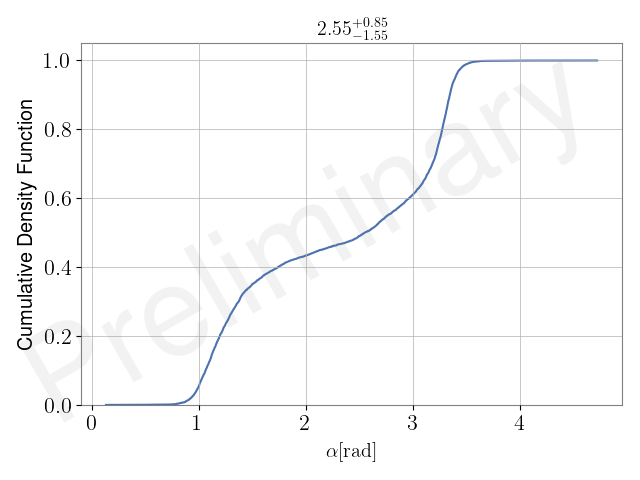 2.55^{+0.85}_{-1.55}
Cumulative Density Function
1.0
0.8
0.6
0.4
0.2
0.0
0 1 2 3 4
α[rad]
Preliminary